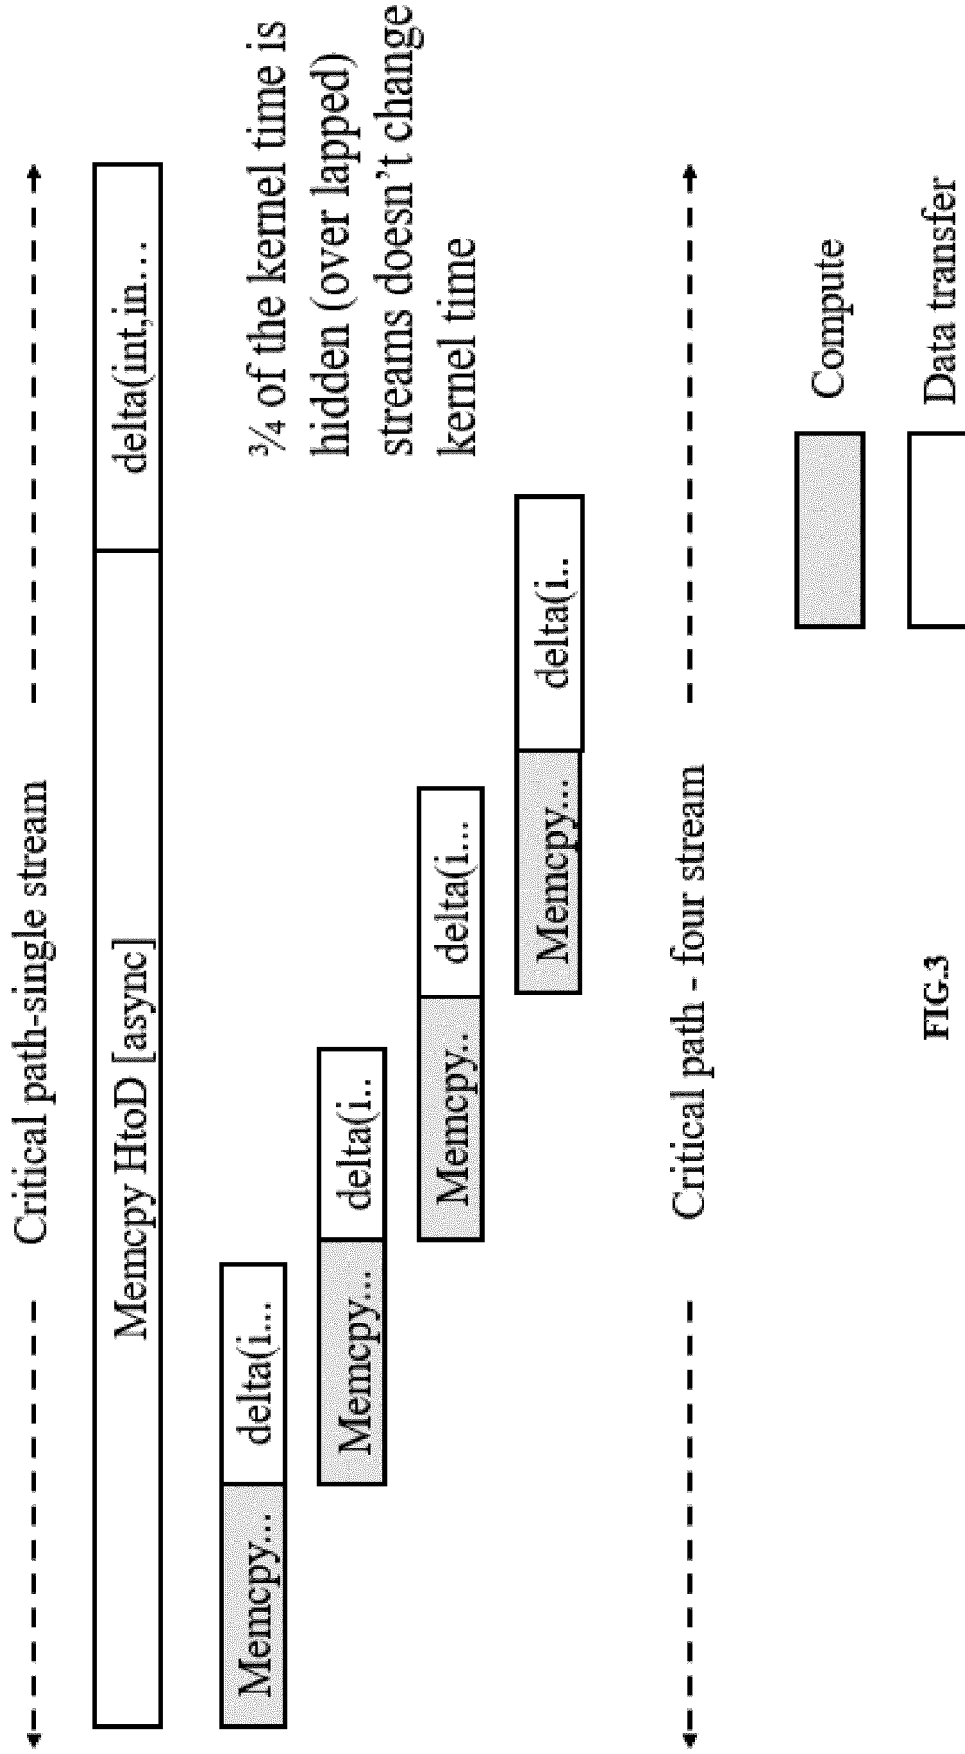 Critical path-single stream
Memcpy HtoD [async]
delta(int,in...
¾ of the kernel time is
hidden (over lapped)
streams doesn't change
kernel time
Memcpy...
delta(i...
Memcpy...
delta(i..
Memcpy..
delta(i...
Memcpy...
delta(i..
Critical path - four stream
Compute
Data transfer
FIG.3